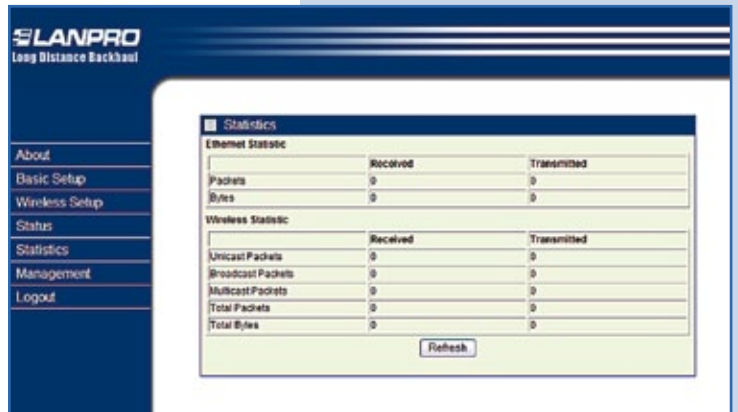 LANPRO
Long Distance Backhaul
About
Basic Setup
Wireless Setup
Status
Statistics
Management
Logout
Statistics
Ethernet Statistic
Received Transmitted
Packets 0 0
Bytes 0 0
Wireless Statistic
Received Transmitted
Unicast Packets 0 0
Broadcast Packets 0 0
Multicast Packets 0 0
Total Packets 0 0
Total Bytes 0 0
Refresh